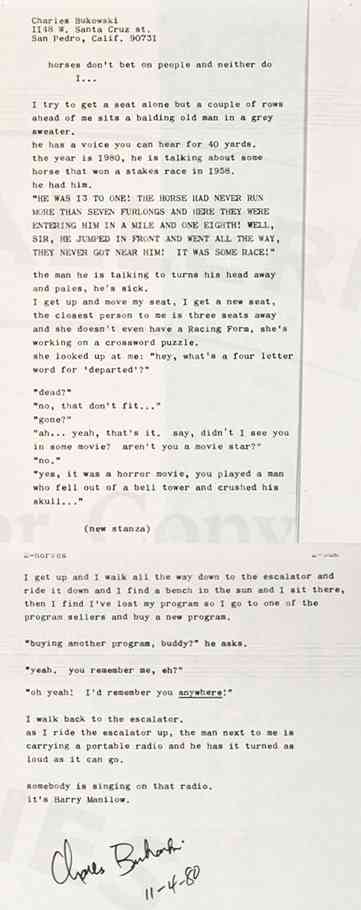 Charles Bukowski
1148 W. Santa Cruz st.
San Pedro, Calif. 90731
horses don't bet on people and neither do
I...
I try to get a seat alone but a couple of rows
ahead of me sits a balding old man in a grey
sweater.
he has a voice you can hear for 40 yards.
the year is 1980, he is talking about some
horse that won a stakes race in 1958.
he had him.
"HE WAS 13 TO ONE! THE HORSE HAD NEVER RUN
MORE THAN SEVEN FURLONGS AND HERE THEY WERE
ENTERING HIM IN A MILE AND ONE EIGHTH! WELL,
SIR, HE JUMPED IN FRONT AND WENT ALL THE WAY,
THEY NEVER GOT NEAR HIM! IT WAS SOME RACE!"
the man he is talking to turns his head away
and pales, he's sick.
I get up and move my seat, I get a new seat,
the closest person to me is three seats away
and she doesn't even have a Racing Form, she's
working on a crossword puzzle.
she looked up at me: "hey, what's a four letter
word for 'departed'?"
"dead?"
"no, that don't fit..."
"gone?"
"ah... yeah, that's it. say, didn't I see you
in some movie? aren't you a movie star?"
"no."
"yes, it was a horror movie, you played a man
who fell out of a bell tower and crushed his
skull..."
(new stanza)
2-horses
I get up and I walk all the way down to the escalator and
ride it down and I find a bench in the sun and I sit there,
then I find I've lost my program so I go to one of the
program sellers and buy a new program.
"buying another program, buddy?" he asks.
"yeah. you remember me, eh?"
"oh yeah! I'd remember you anywhere!"
I walk back to the escalator.
as I ride the escalator up, the man next to me is
carrying a portable radio and he has it turned as
loud as it can go.
somebody is singing on that radio.
it's Barry Manilow.
Charles Bukowski
11-4-80